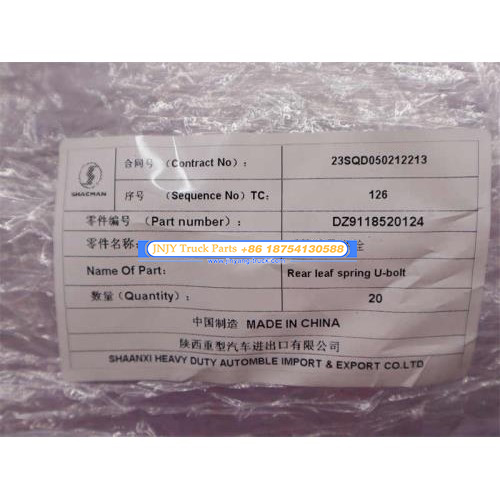 SHACMAN
合同号 (Contract No): 23SQD050212213
序号 (Sequence No) TC: 126
零件编号 (Part number): DZ9118520124
零件名称:
JNJY Truck Parts +86 18754130588
Name Of Part: Rear leaf spring U-bolt
数量(Quantity): 20
中国制造 MADE IN CHINA
陕西重型汽车进出口有限公司
SHAANXI HEAVY DUTY AUTOMBLE IMPORT & EXPORT CO.LTD